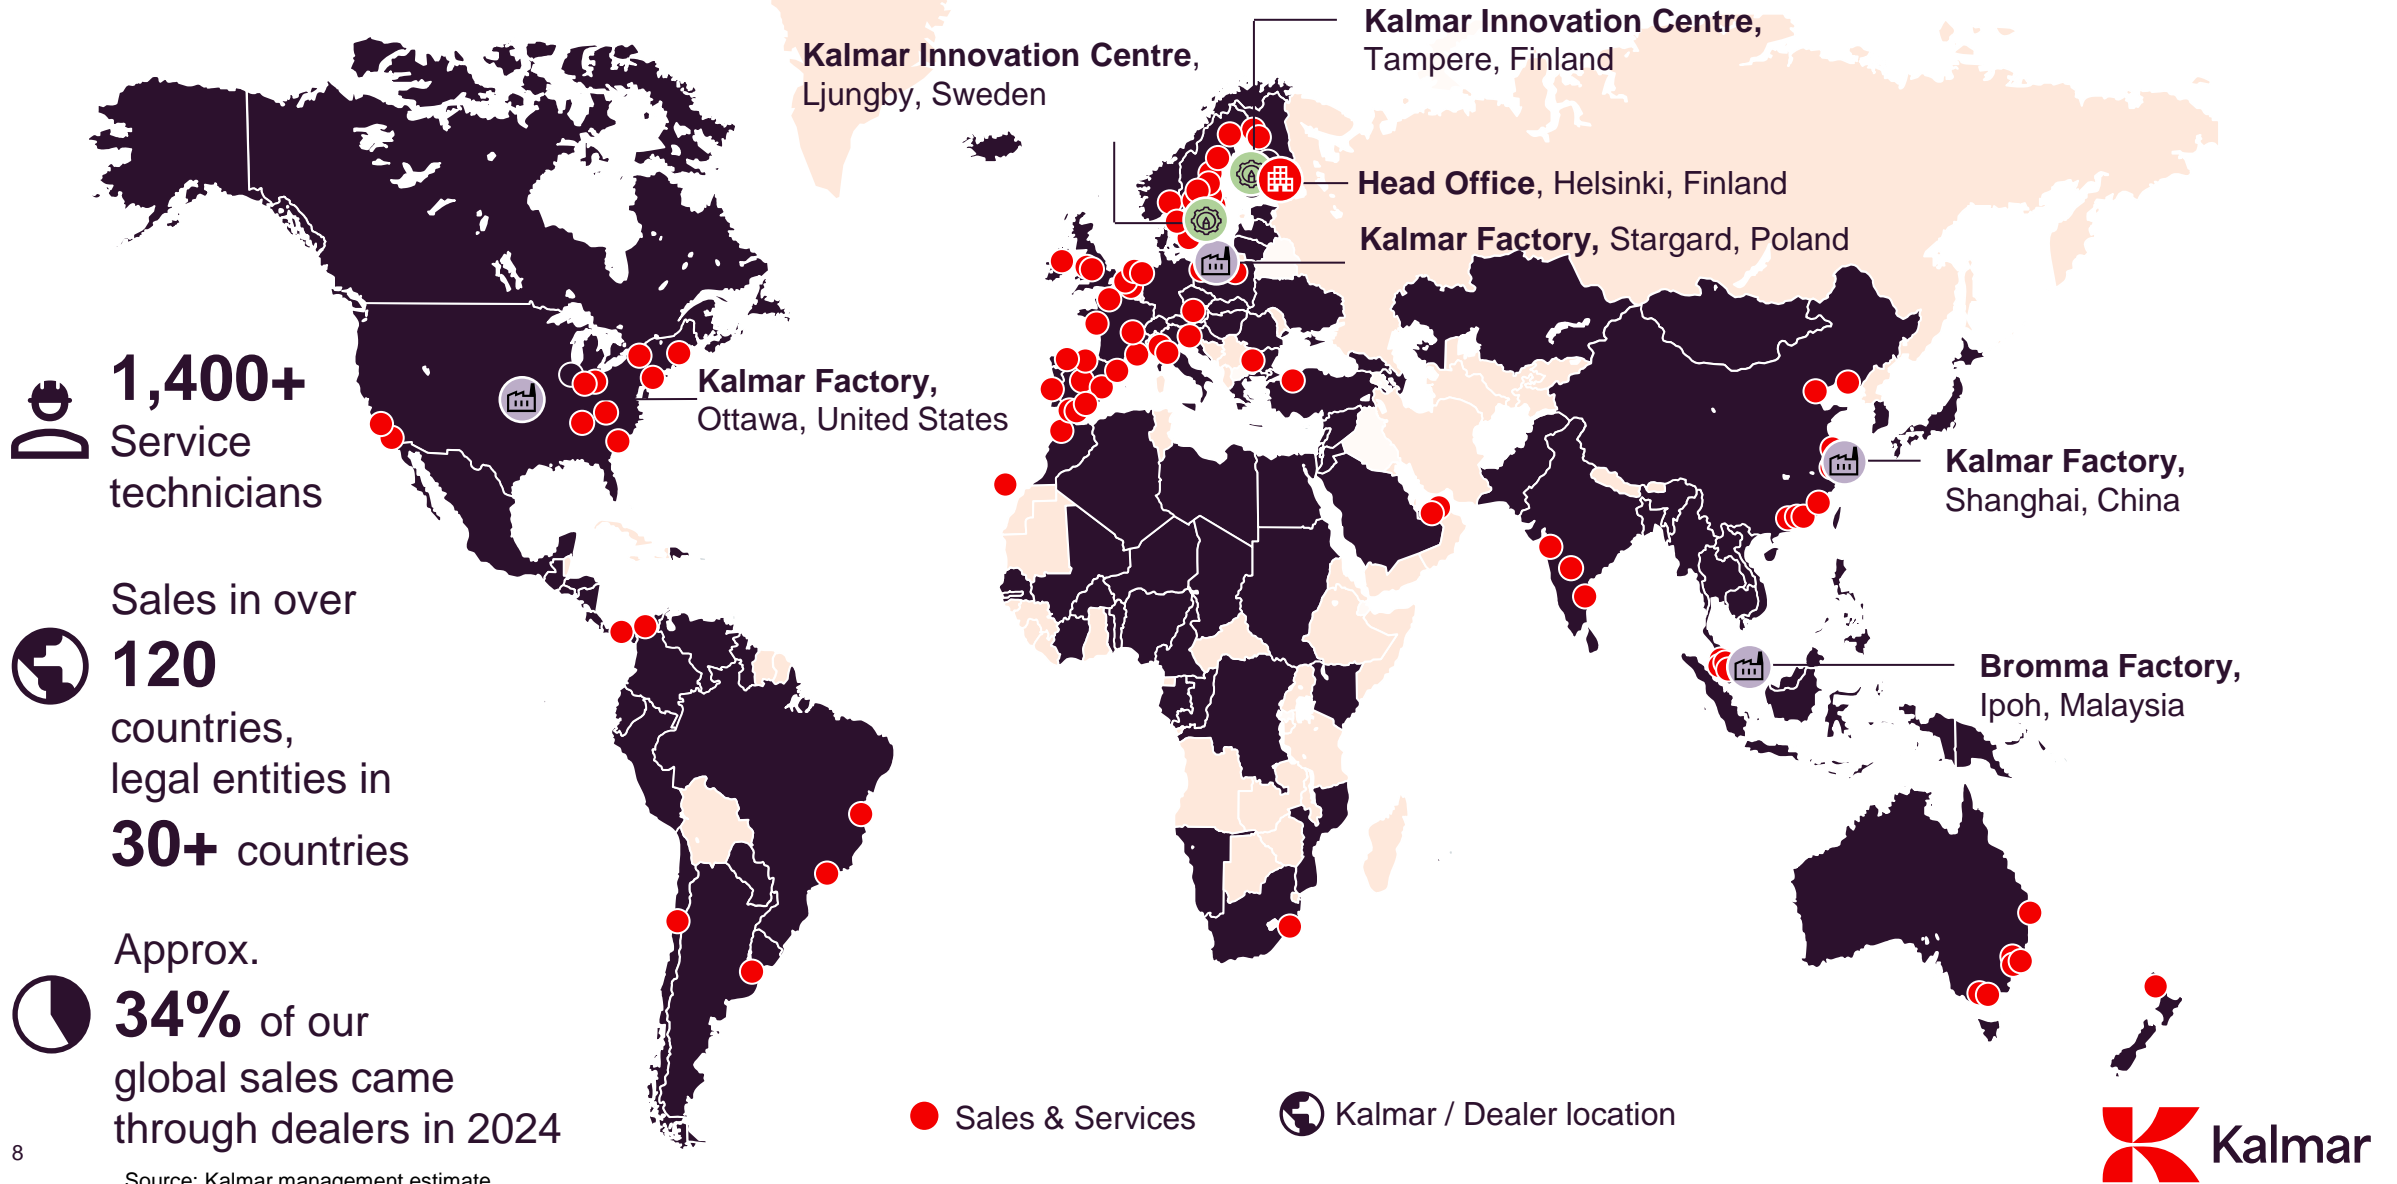 Kalmar Innovation Centre,
Tampere, Finland
Kalmar Innovation Centre,
Ljungby, Sweden
Head Office, Helsinki, Finland
Kalmar Factory, Stargard, Poland
1,400+
Service
technicians
Kalmar Factory,
Ottawa, United States
Kalmar Factory,
Shanghai, China
Sales in over
120
countries,
legal entities in
30+ countries
Bromma Factory,
Ipoh, Malaysia
Approx.
34% of our
global sales came
through dealers in 2024
Sales & Services
Kalmar / Dealer location
Kalmar
8
Source: Kalmar management estimate